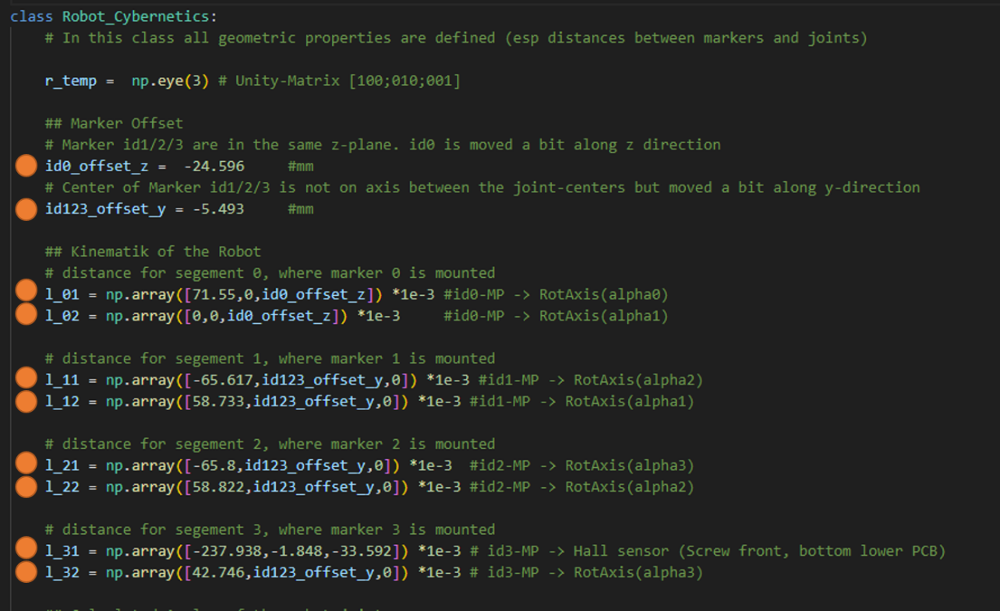 class Robot_Cybernetics:
# In this class all geometric properties are defined (esp distances between markers and joints)
r_temp =  np.eye(3) # Unity-Matrix [100;010;001]
## Marker Offset
# Marker id1/2/3 are in the same z-plane. id0 is moved a bit along z direction
id0_offset_z =  -24.596     #mm
# Center of Marker id1/2/3 is not on axis between the joint-centers but moved a bit along y-direction
id123_offset_y = -5.493     #mm
## Kinematik of the Robot
# distance for segement 0, where marker 0 is mounted
l_01 = np.array([71.55,0,id0_offset_z]) *1e-3 #id0-MP -> RotAxis(alpha0)
l_02 = np.array([0,0,id0_offset_z]) *1e-3     #id0-MP -> RotAxis(alpha1)
# distance for segement 1, where marker 1 is mounted
l_11 = np.array([-65.617,id123_offset_y,0]) *1e-3 #id1-MP -> RotAxis(alpha2)
l_12 = np.array([58.733,id123_offset_y,0]) *1e-3 #id1-MP -> RotAxis(alpha1)
# distance for segement 2, where marker 2 is mounted
l_21 = np.array([-65.8,id123_offset_y,0]) *1e-3  #id2-MP -> RotAxis(alpha3)
l_22 = np.array([58.822,id123_offset_y,0]) *1e-3 #id2-MP -> RotAxis(alpha2)
# distance for segement 3, where marker 3 is mounted
l_31 = np.array([-237.938,-1.848,-33.592]) *1e-3 # id3-MP -> Hall sensor (Screw front, bottom lower PCB)
l_32 = np.array([42.746,id123_offset_y,0]) *1e-3 # id3-MP -> RotAxis(alpha3)